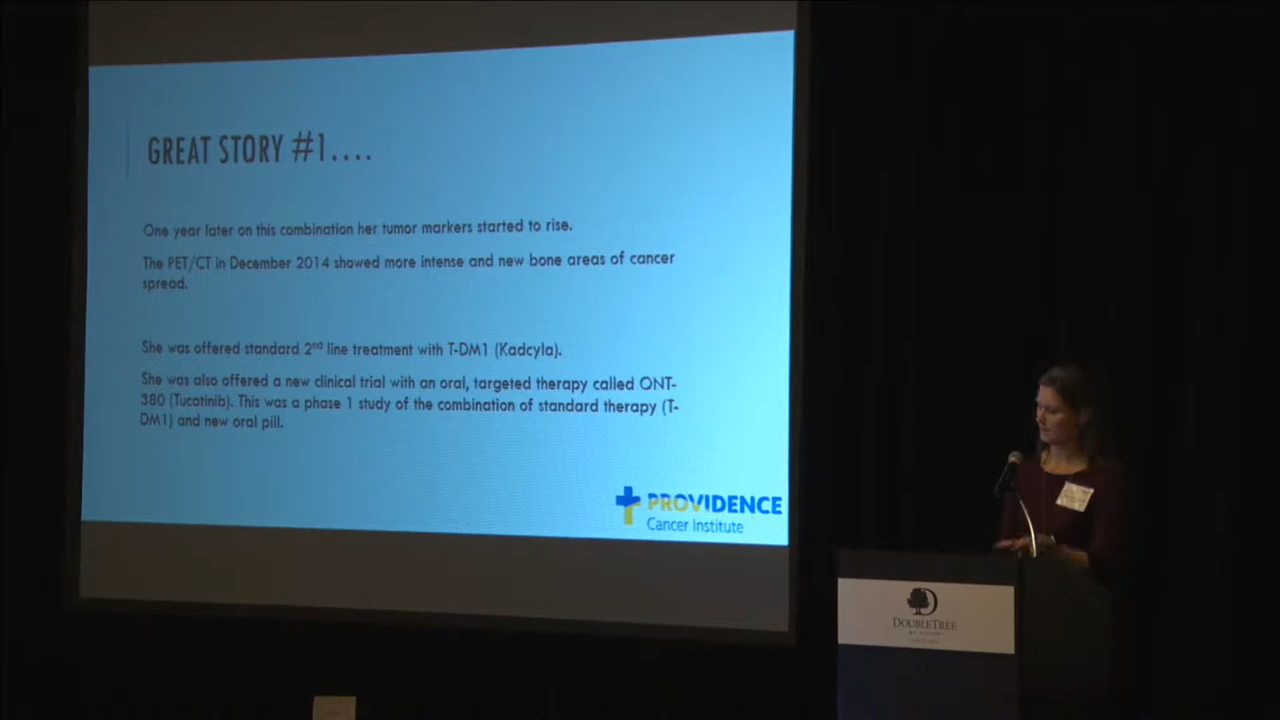 GREAT STORY #1....
One year later on this combination her tumor markers started to rise.
The PET/CT in December 2014 showed more intense and new bone areas of cancer
spread.
She was offered standard 2nd line treatment with T-DM1 (Kadcyla).
She was also offered a new clinical trial with an oral, targeted therapy called ONT-
380 (Tucatinib). This was a phase 1 study of the combination of standard therapy (T-
DM1) and new oral pill.
PROVIDENCE
Cancer Institute
DOUBLETREE